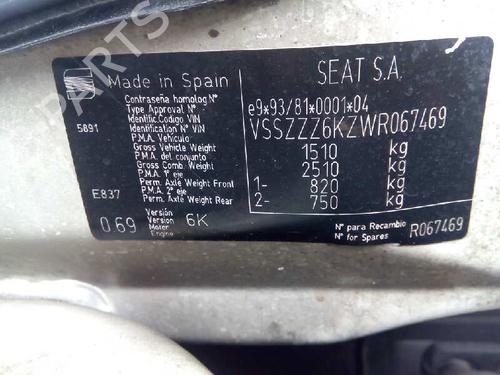 PARTS
Made in Spain
SEAT S.A.
Contraseña homolog Nº
Type Approval Nº
e9*93/81*0001*04
5891
Identific.Codigo VIN
Identification Nº VIN
VSSZZZ6KZWR067469
P.M.A. Vehiculo
Gross Vehicle Weight
1510 kg
P.M.A. del conjunto
Gross Comb. Weight
2510 kg
P.M.A. 1º eje
Perm. Axle Weight Front
1- 820 kg
E837
P.M.A. 2º eje
Perm. Axle Weight Rear
2- 750 kg
0.69
Version
Version
6K
Motor
Engine
Nº para Recambio
Nº for Spares
R067469